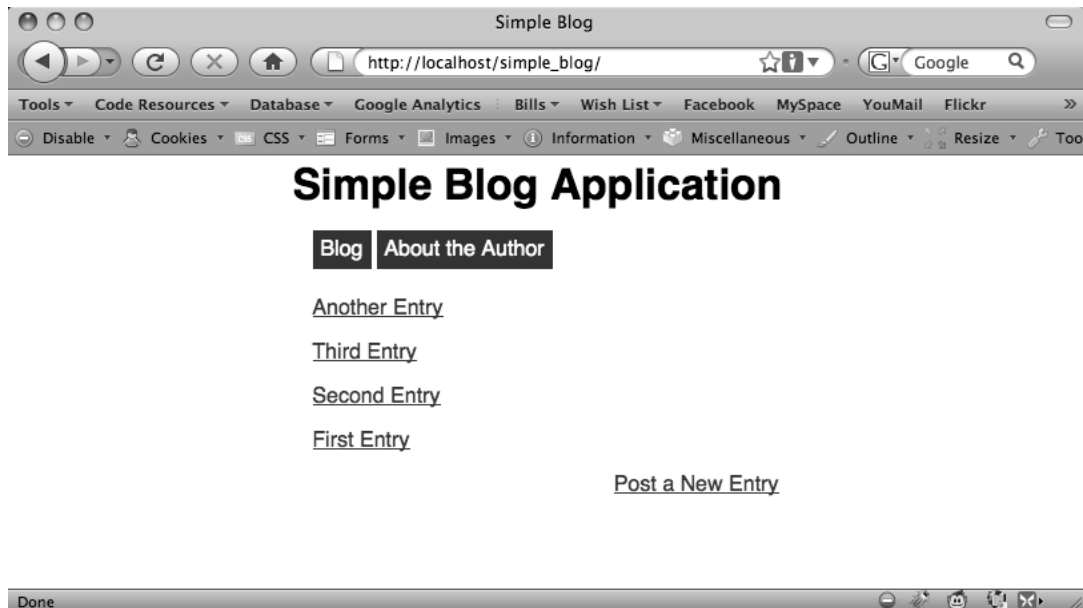 Simple Blog
http://localhost/simple_blog/ G Google
Tools Code Resources Database Google Analytics Bills Wish List Facebook MySpace YouMail Flickr »
Disable Cookies CSS Forms Images Information Miscellaneous Outline Resize Too
Simple Blog Application
Blog About the Author
Another Entry
Third Entry
Second Entry
First Entry
Post a New Entry
Done